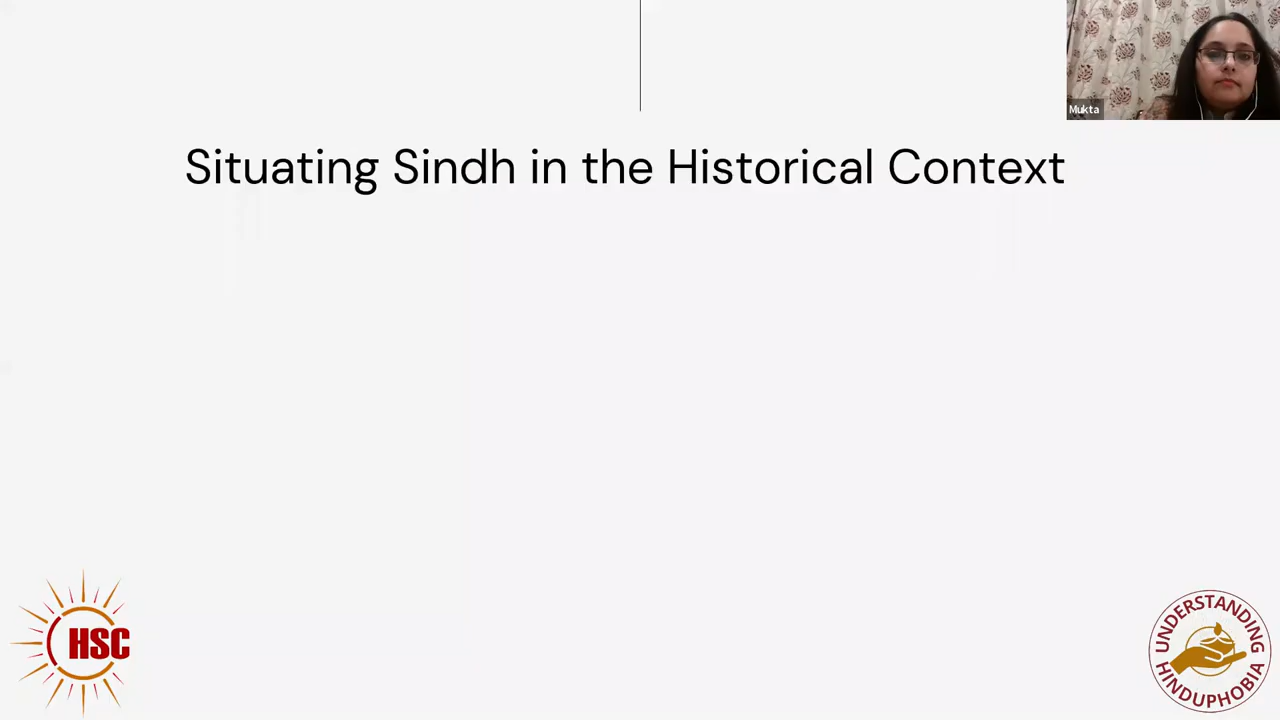 Mukta
Situating Sindh in the Historical Context
HSC
UNDERSTANDING
HINDUPHOBIA